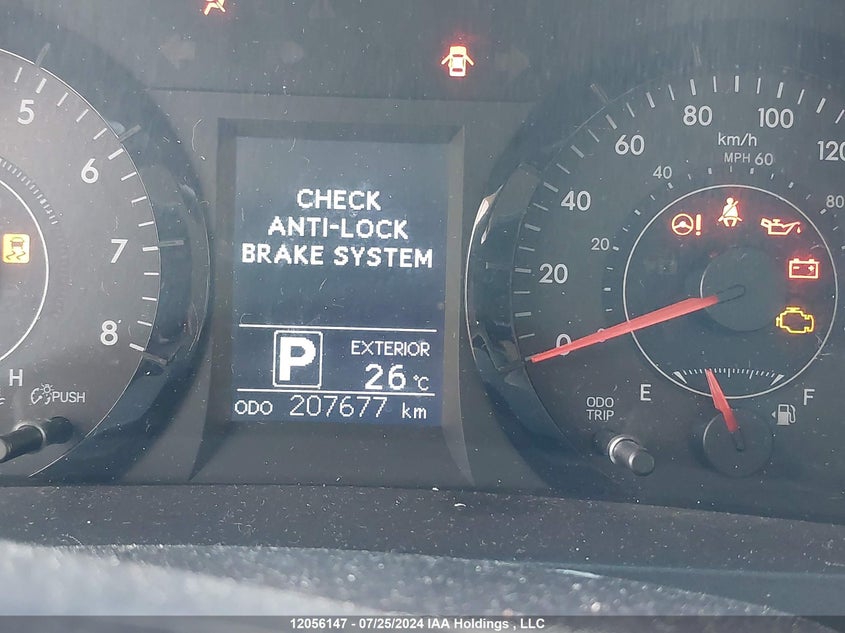 CHECK
ANTI-LOCK
BRAKE SYSTEM
P
EXTERIOR
26 °C
ODO 207677 km
5
6
7
8
H
PUSH
0
20
40
60
80
100
120
km/h
MPH 60
20
40
80
!
ODO
TRIP
E
F
12056147 - 07/25/2024 IAA Holdings , LLC